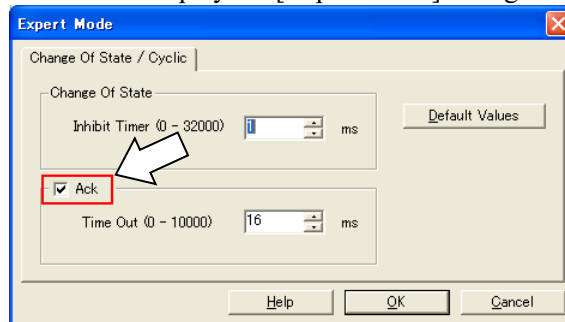 Expert Mode
Change Of State / Cyclic
Change Of State
Inhibit Timer (0 - 32000) 1 ms
Default Values
Ack
Time Out (0 - 10000) 16 ms
Help OK Cancel